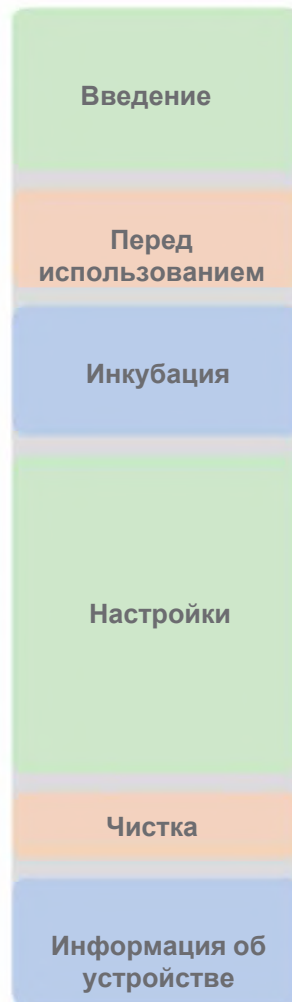 Введение
Перед
использованием
Инкубация
Настройки
Чистка
Информация об
устройстве